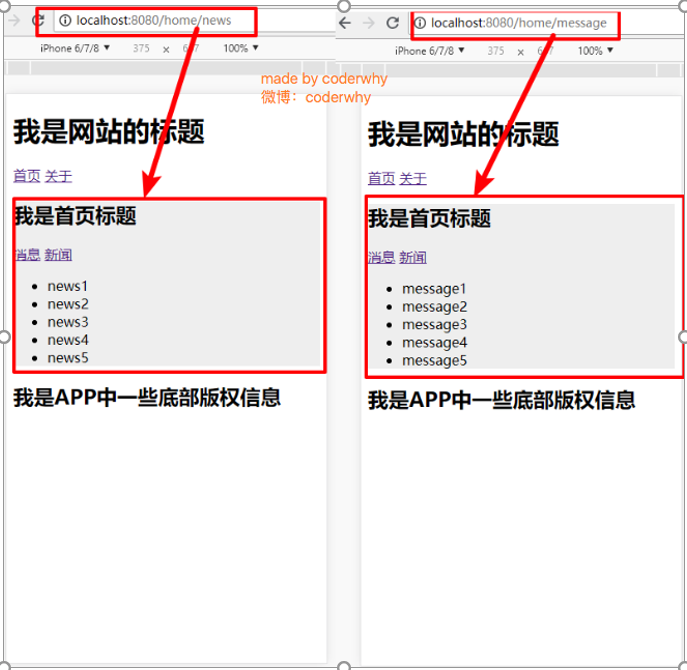 localhost:8080/home/news
iPhone 6/7/8 ▼ 375 x 100% ▼
made by coderwhy
微博：coderwhy
我是网站的标题
首页 关于
我是首页标题
消息 新闻
• news1
• news2
• news3
• news4
• news5
我是APP中一些底部版权信息
localhost:8080/home/message
iPhone 6/7/8 ▼ 375 x 100% ▼
我是网站的标题
首页 关于
我是首页标题
消息 新闻
• message1
• message2
• message3
• message4
• message5
我是APP中一些底部版权信息